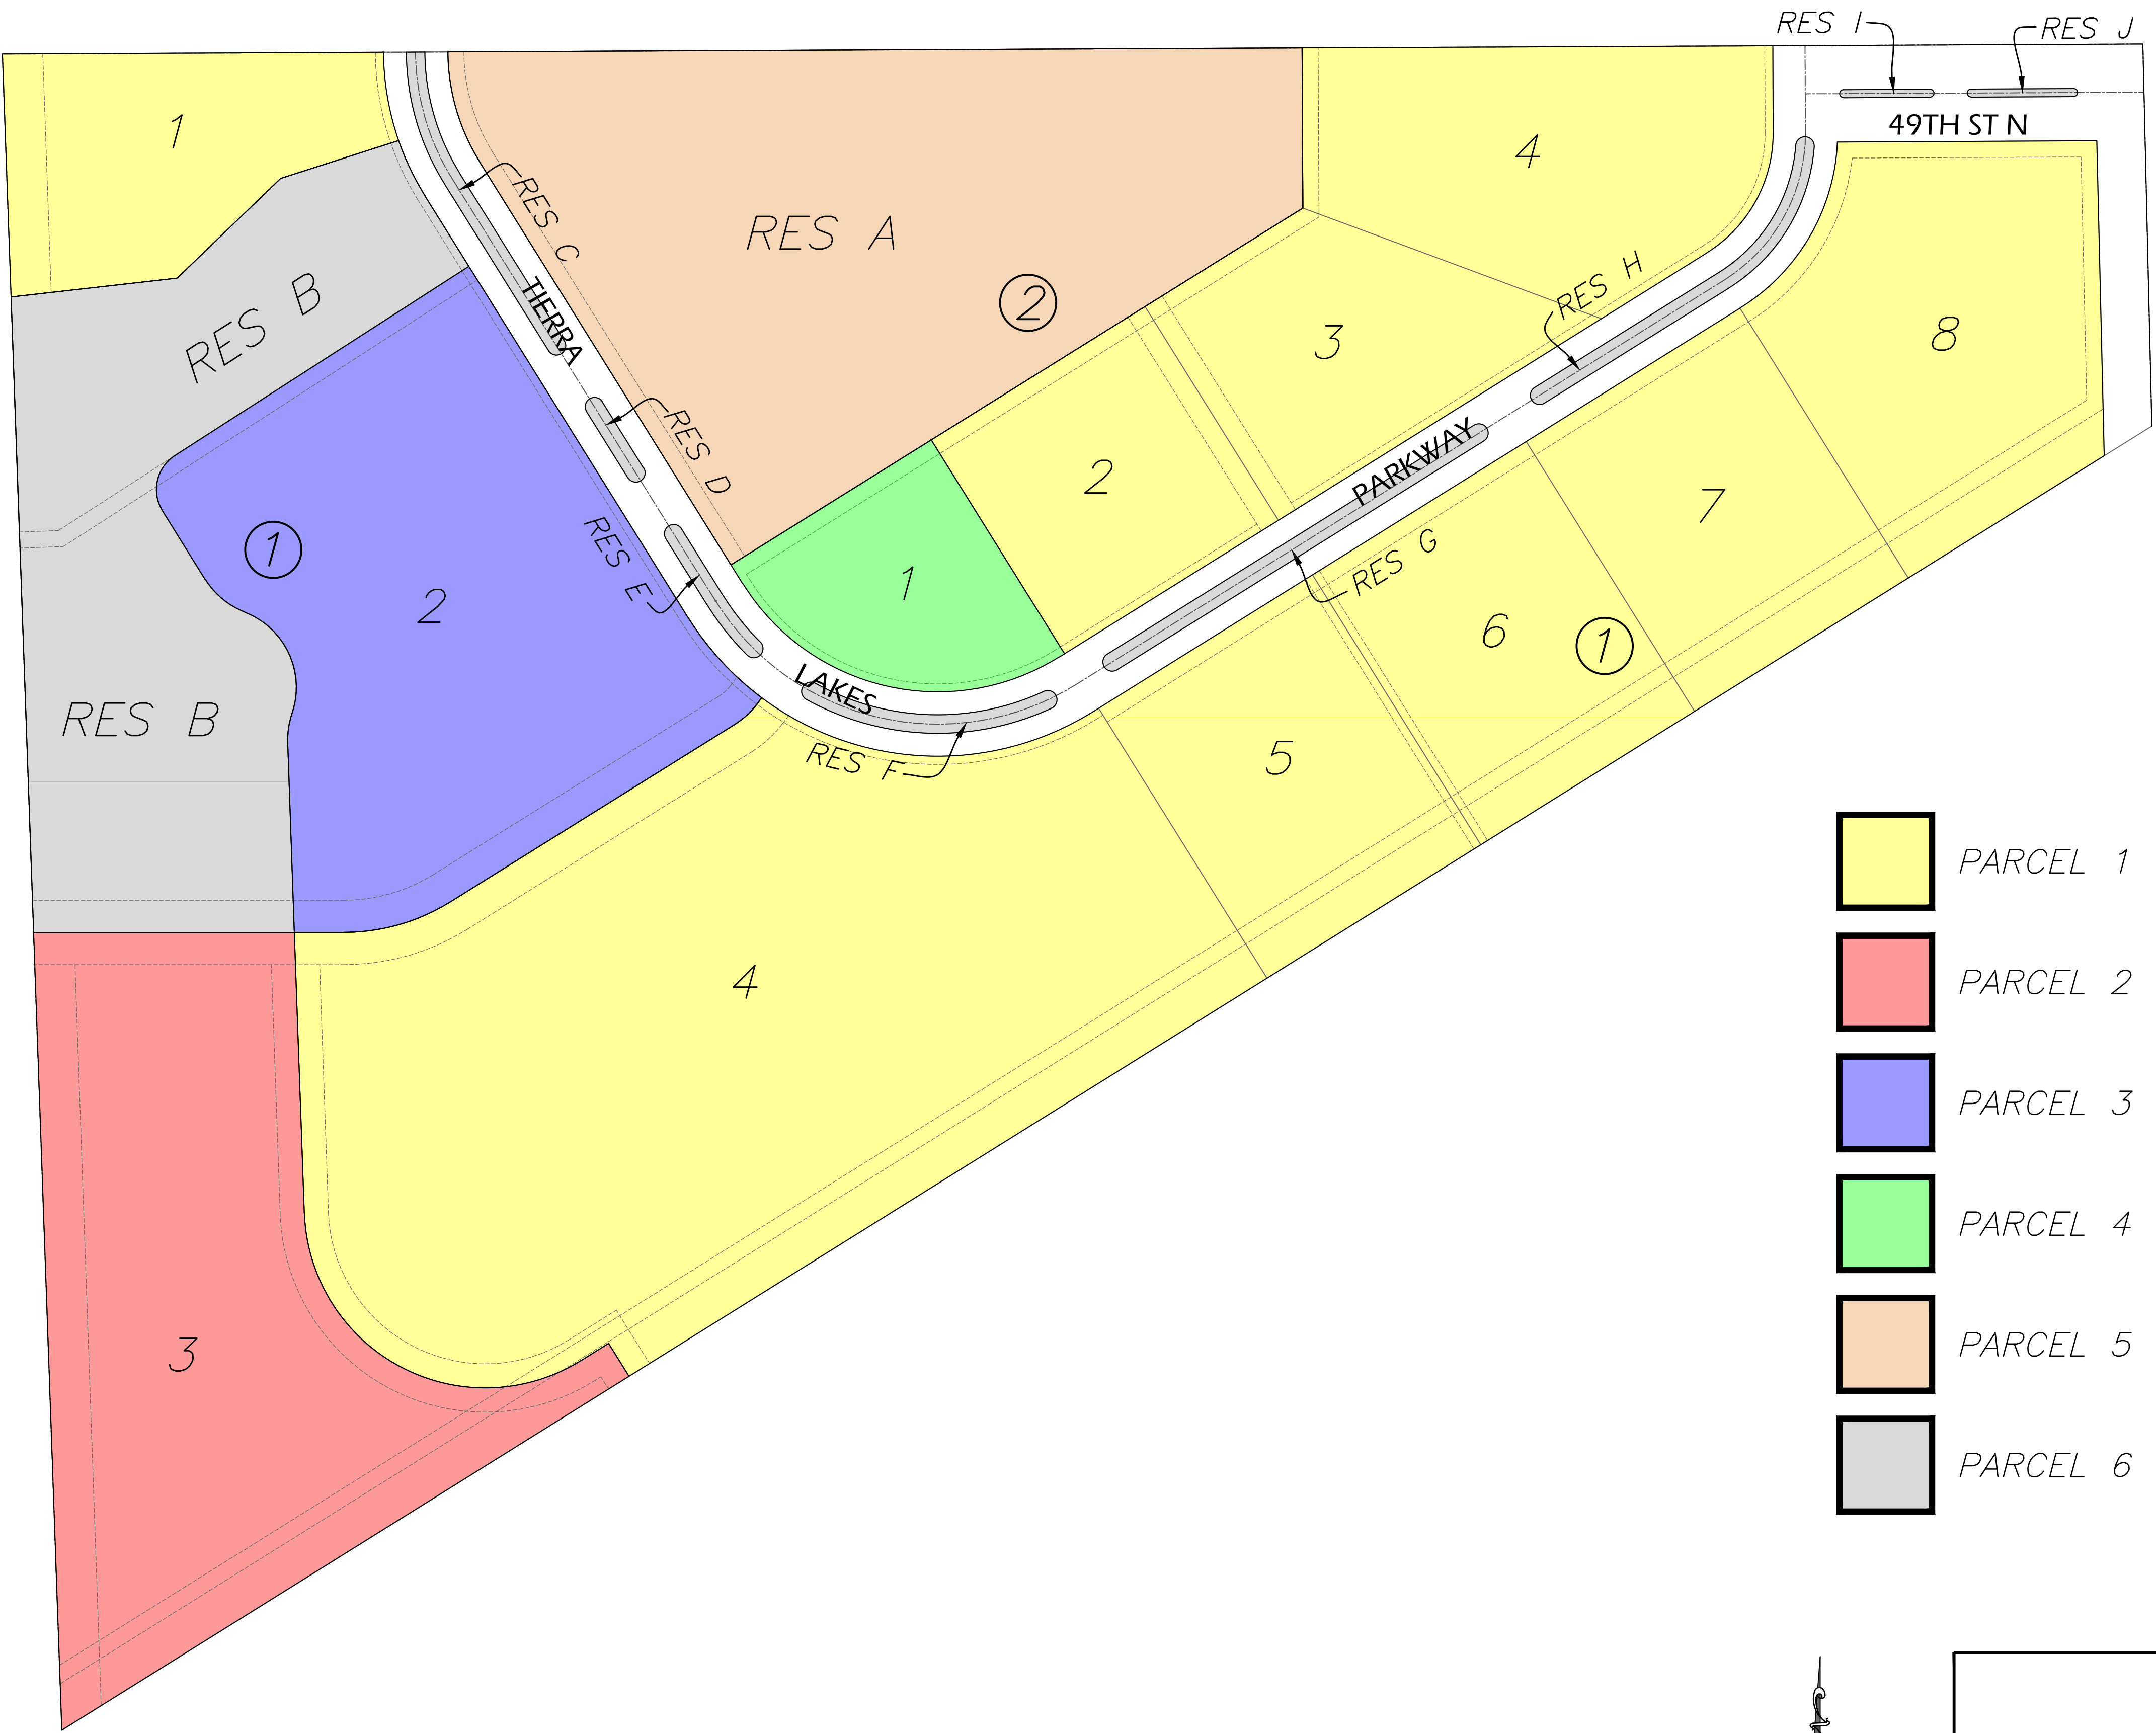 RES I
RES J
49TH ST N
1
4
RES C
RES A
RES B
TIERRA
2
RES H
3
8
RES D
PARKWAY
2
7
1
RES E
RES G
1
2
6
1
RES B
LAKES
RES F
5
4
3
PARCEL 1
PARCEL 2
PARCEL 3
PARCEL 4
PARCEL 5
PARCEL 6